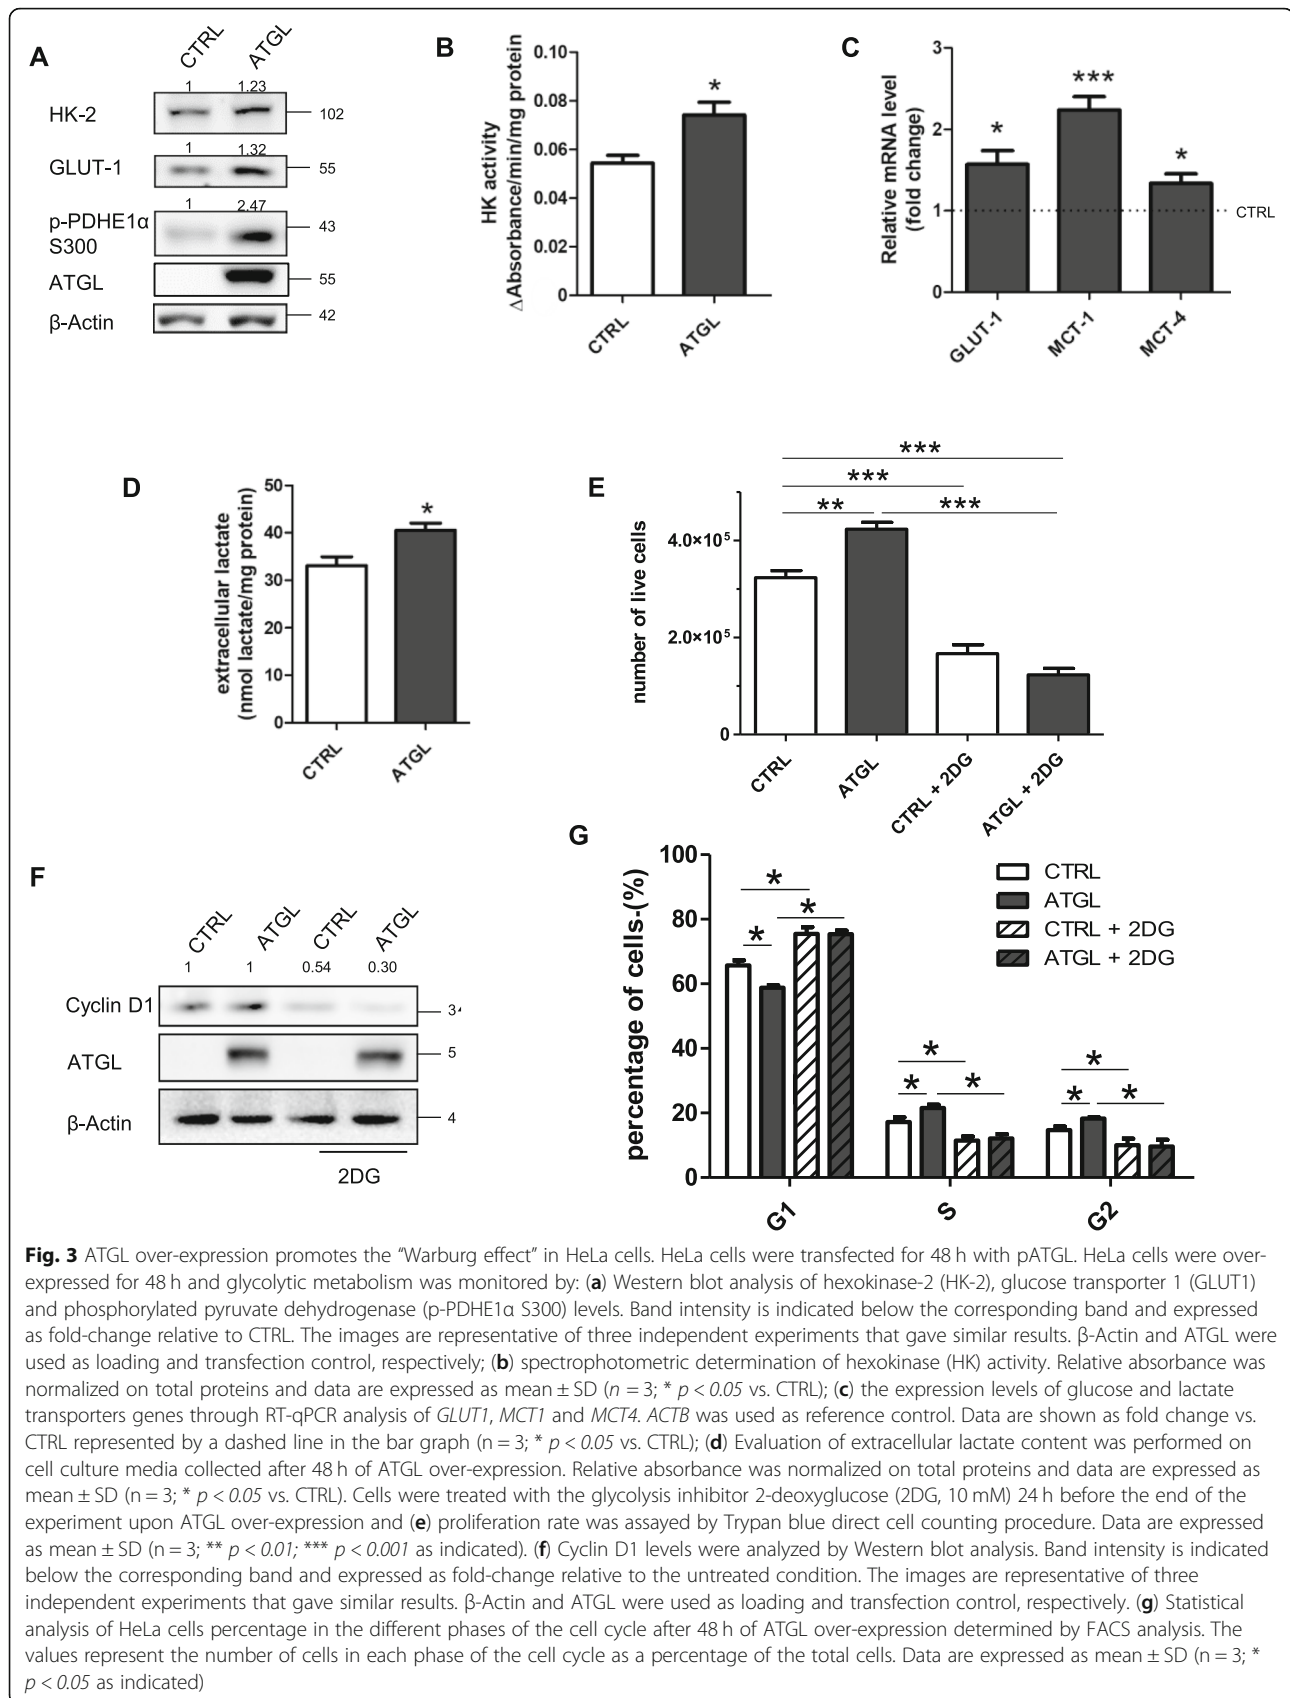 A
CTRL
ATGL
1
1.23
HK-2
102
1
1.32
GLUT-1
55
1
2.47
p-PDHE1α
S300
43
ATGL
55
β-Actin
42
B
HK activity
ΔAbsorbance/min/mg protein
0.10
0.08
0.06
0.04
0.02
0
*
CTRL
ATGL
C
Relative mRNA level
(fold change)
3
2
1
0
*
***
*
CTRL
GLUT-1
MCT-1
MCT-4
D
extracellular lactate
(nmol lactate/mg protein)
50
40
30
20
10
0
*
CTRL
ATGL
E
number of live cells
4.0×10⁵
2.0×10⁵
0
***
***
**
***
CTRL
ATGL
CTRL + 2DG
ATGL + 2DG
F
CTRL
ATGL
CTRL
ATGL
1
1
0.54
0.30
Cyclin D1
3
ATGL
5
β-Actin
4
2DG
G
percentage of cells-(%)
100
80
60
40
20
0
*
*
*
*
*
*
*
*
*
CTRL
ATGL
CTRL + 2DG
ATGL + 2DG
G1
S
G2
Fig. 3 ATGL over-expression promotes the “Warburg effect” in HeLa cells. HeLa cells were transfected for 48 h with pATGL. HeLa cells were over-
expressed for 48 h and glycolytic metabolism was monitored by: (a) Western blot analysis of hexokinase-2 (HK-2), glucose transporter 1 (GLUT1)
and phosphorylated pyruvate dehydrogenase (p-PDHE1α S300) levels. Band intensity is indicated below the corresponding band and expressed
as fold-change relative to CTRL. The images are representative of three independent experiments that gave similar results. β-Actin and ATGL were
used as loading and transfection control, respectively; (b) spectrophotometric determination of hexokinase (HK) activity. Relative absorbance was
normalized on total proteins and data are expressed as mean ± SD (n = 3; * p < 0.05 vs. CTRL); (c) the expression levels of glucose and lactate
transporters genes through RT-qPCR analysis of GLUT1, MCT1 and MCT4. ACTB was used as reference control. Data are shown as fold change vs.
CTRL represented by a dashed line in the bar graph (n = 3; * p < 0.05 vs. CTRL); (d) Evaluation of extracellular lactate content was performed on
cell culture media collected after 48 h of ATGL over-expression. Relative absorbance was normalized on total proteins and data are expressed as
mean ± SD (n = 3; * p < 0.05 vs. CTRL). Cells were treated with the glycolysis inhibitor 2-deoxyglucose (2DG, 10 mM) 24 h before the end of the
experiment upon ATGL over-expression and (e) proliferation rate was assayed by Trypan blue direct cell counting procedure. Data are expressed
as mean ± SD (n = 3; ** p < 0.01; *** p < 0.001 as indicated). (f) Cyclin D1 levels were analyzed by Western blot analysis. Band intensity is indicated
below the corresponding band and expressed as fold-change relative to the untreated condition. The images are representative of three
independent experiments that gave similar results. β-Actin and ATGL were used as loading and transfection control, respectively. (g) Statistical
analysis of HeLa cells percentage in the different phases of the cell cycle after 48 h of ATGL over-expression determined by FACS analysis. The
values represent the number of cells in each phase of the cell cycle as a percentage of the total cells. Data are expressed as mean ± SD (n = 3; *
p < 0.05 as indicated)